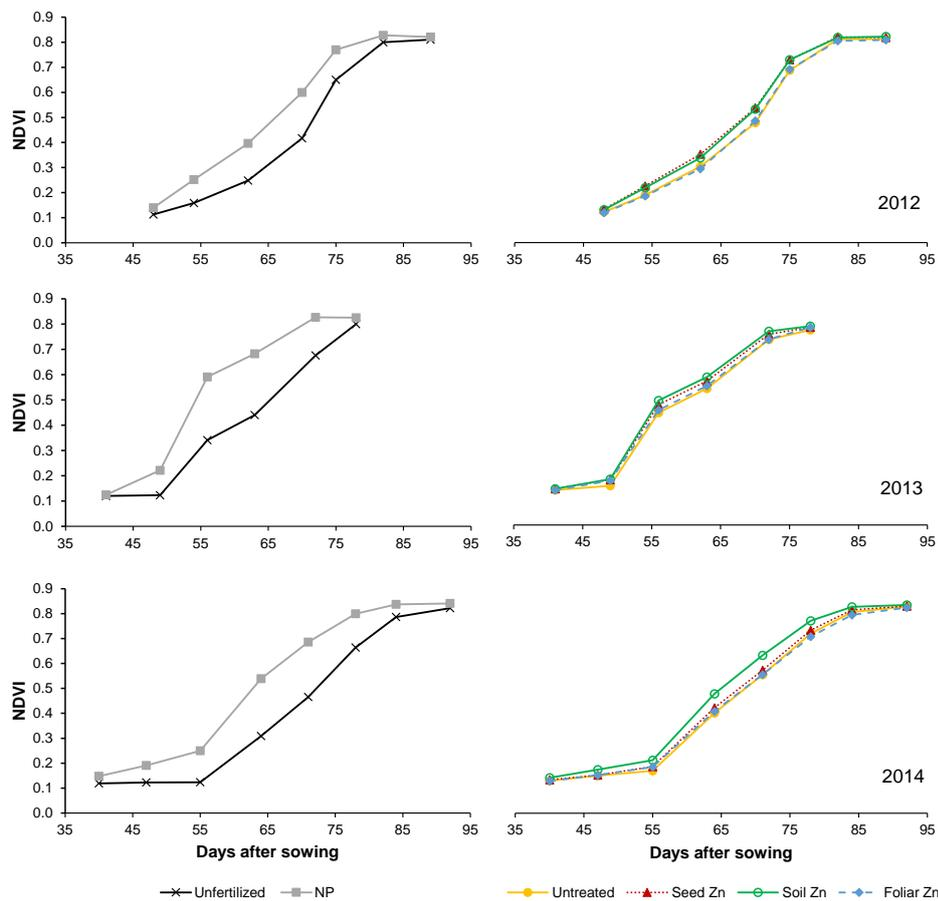 0.9
0.8
0.7
0.6
0.5
0.4
0.3
0.2
0.1
0.0
NDVI
35 45 55 65 75 85 95
2012
35 45 55 65 75 85 95
0.9
0.8
0.7
0.6
0.5
0.4
0.3
0.2
0.1
0.0
NDVI
35 45 55 65 75 85 95
2013
35 45 55 65 75 85 95
0.9
0.8
0.7
0.6
0.5
0.4
0.3
0.2
0.1
0.0
NDVI
35 45 55 65 75 85 95
Days after sowing
2014
35 45 55 65 75 85 95
Days after sowing
Unfertilized NP
Untreated Seed Zn Soil Zn Foliar Zn